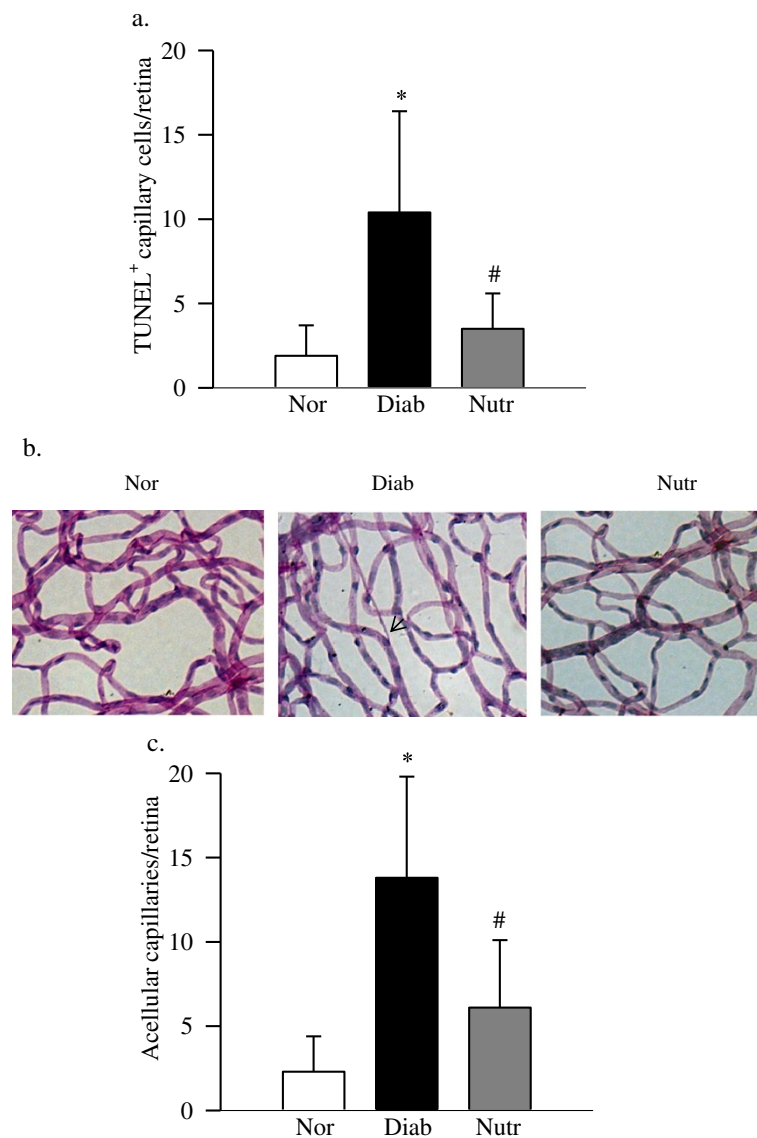 a.
20
15
10
5
0
TUNEL+ capillary cells/retina
*
#
Nor Diab Nutr
b.
Nor Diab Nutr
c.
20
15
10
5
0
Acellular capillaries/retina
*
#
Nor Diab Nutr